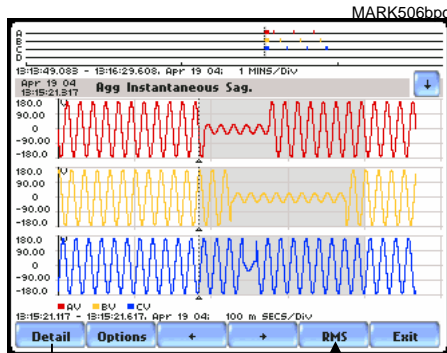 MARK506bpc
A
B
C
D
13:13:49.083 - 13:16:29.608, Apr 19 04; 1 MINS/Div
Apr 19 04
13:15:21.317
Agg Instantaneous Sag.
180.0 V
90.00
0
-90.00
-180.0
180.0 V
90.00
0
-90.00
-180.0
180.0 V
90.00
0
-90.00
-180.0
AV BV CV
13:15:21.117 - 13:15:21.617, Apr 19 04; 100 m SECS/Div
Detail Options ← → RMS Exit